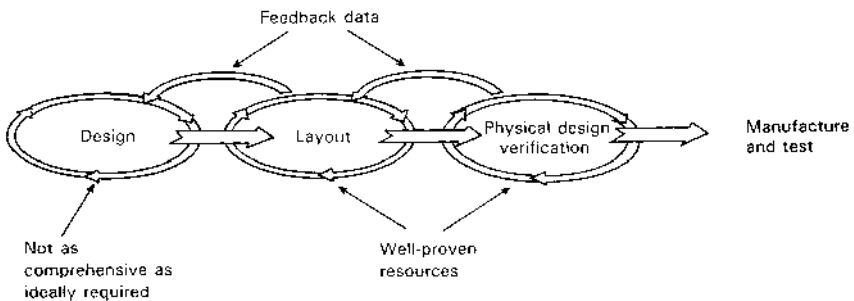 Feedback data
Design
Layout
Physical design
verification
Manufacture
and test
Not as
comprehensive as
ideally required
Well-proven
resources